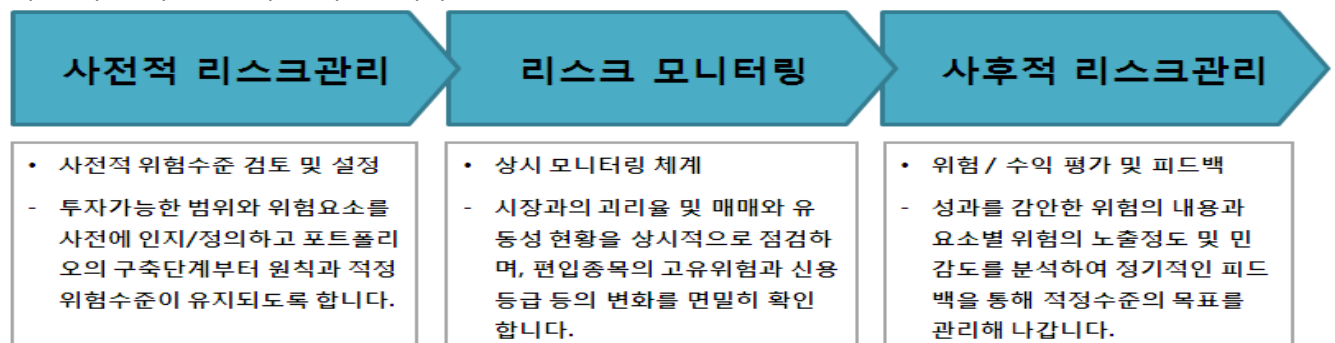 사전적 리스크관리
리스크 모니터링
사후적 리스크관리
• 사전적 위험수준 검토 및 설정
- 투자가능한 범위와 위험요소를
사전에 인지/정의하고 포트폴리
오의 구축단계부터 원칙과 적정
위험수준이 유지되도록 합니다.
• 상시 모니터링 체계
- 시장과의 괴리율 및 매매와 유
동성 현황을 상시적으로 점검하
며, 편입종목의 고유위험과 신용
등급 등의 변화를 면밀히 확인
합니다.
• 위험 / 수익 평가 및 피드백
- 성과를 감안한 위험의 내용과
요소별 위험의 노출정도 및 민
감도를 분석하여 정기적인 피드
백을 통해 적정수준의 목표를
관리해 나갑니다.